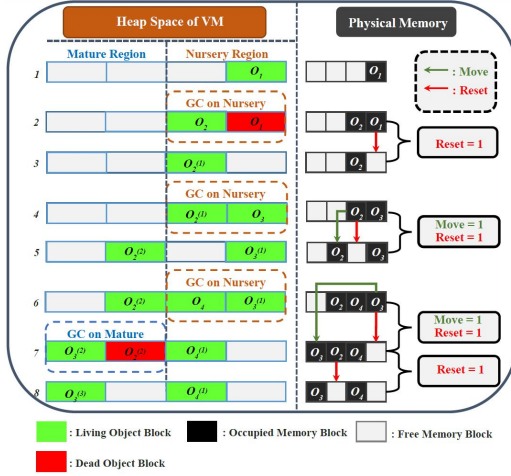 Heap Space of VM
Physical Memory
Mature Region
Nursery Region
1
O1
O1
: Move
: Reset
GC on Nursery
2
O2
O1
O2 O1
Reset = 1
3
O2(1)
O2
GC on Nursery
4
O2(1)
O3
O2 O3
Move = 1
Reset = 1
5
O2(2)
O3(1)
O2 O3
GC on Nursery
6
O2(2)
O4
O3(1)
O2 O4 O3
Move = 1
Reset = 1
GC on Mature
7
O3(2)
O2(2)
O4(1)
O3 O2 O4
Reset = 1
8
O3(3)
O4(1)
O3 O4
: Living Object Block
: Occupied Memory Block
: Free Memory Block
: Dead Object Block